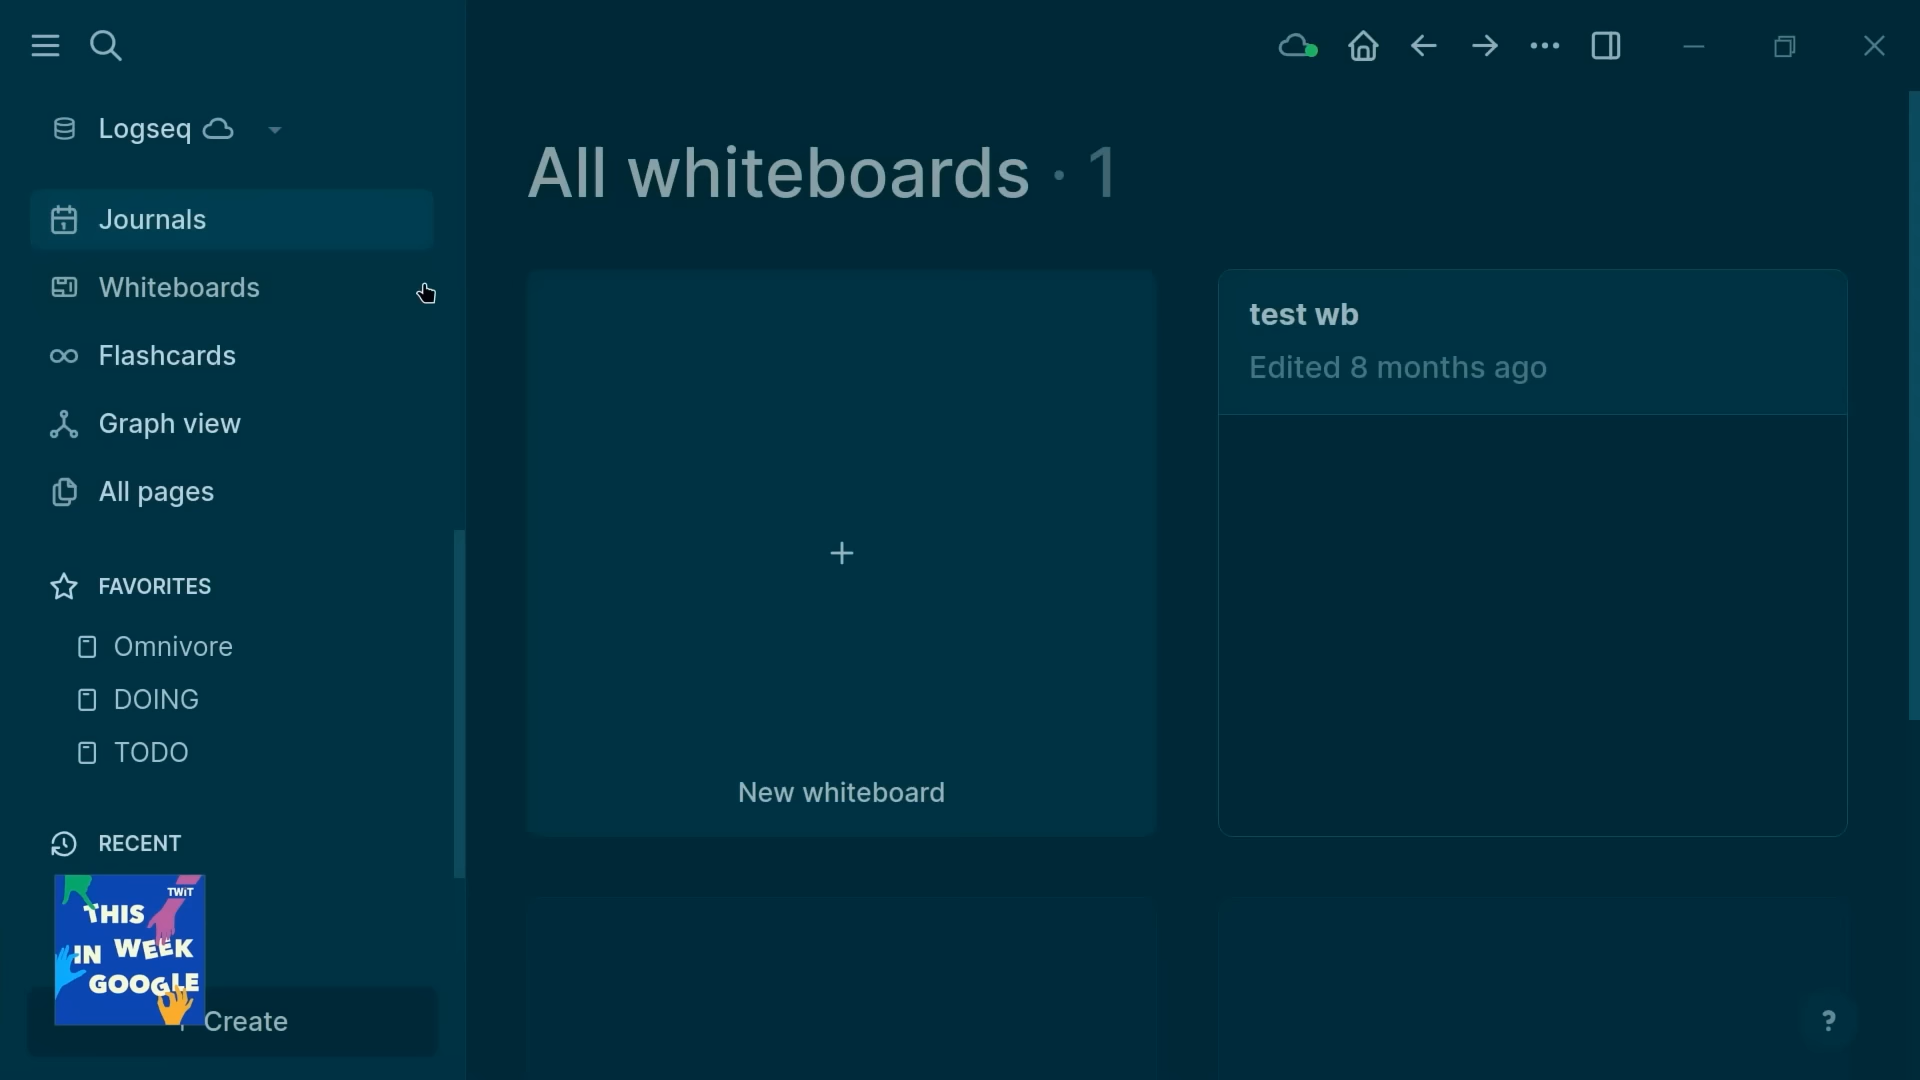 Logseq
Journals
Whiteboards
Flashcards
Graph view
All pages
FAVORITES
Omnivore
DOING
TODO
RECENT
TWiT
THIS
IN WEEK
GOOGLE
Create
All whiteboards · 1
+
New whiteboard
test wb
Edited 8 months ago
?